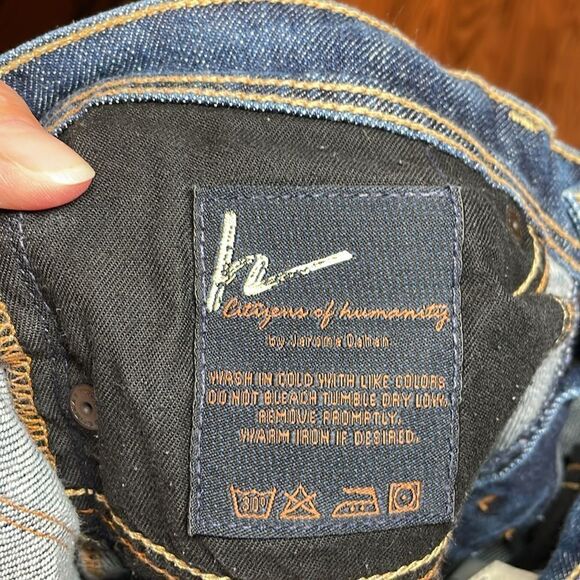 h
Citizens of humanity
by Jerome Dahan
WASH IN COLD WITH LIKE COLORS
DO NOT BLEACH TUMBLE DRY LOW.
REMOVE PROMPTLY.
WARM IRON IF DESIRED.
30°